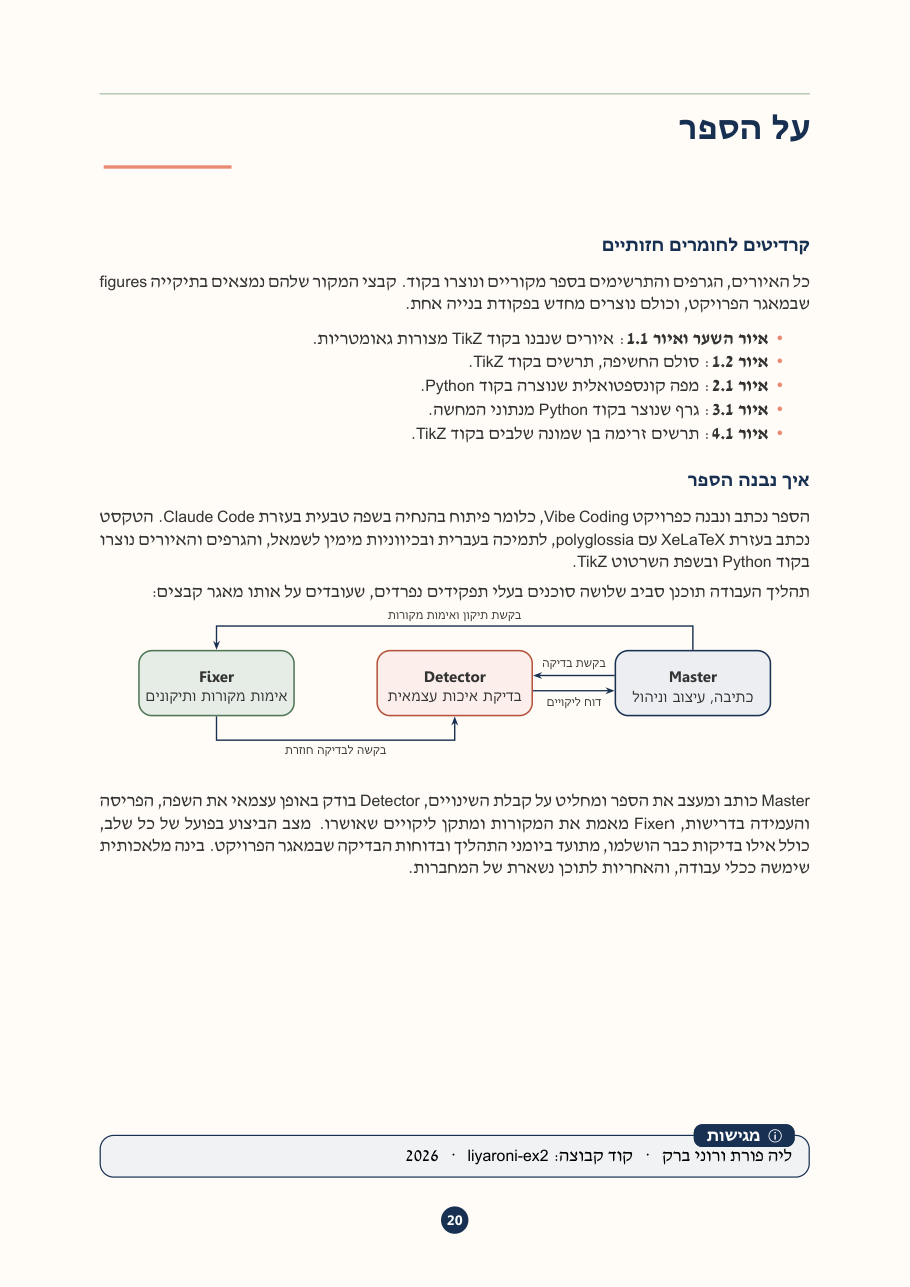 על הספר
קרדיטים לחומרים חזותיים
כל האיורים, הגרפים והתרשימים בספר מקוריים ונוצרו בקוד. קבצי המקור שלהם נמצאים בתיקייה figures
שבמאגר הפרויקט, וכולם נוצרים מחדש בפקודת בנייה אחת.
• איור השער ואיור 1.1: איורים שנבנו בקוד TikZ מצורות גאומטריות.
• איור 1.2: סולם החשיפה, תרשים בקוד TikZ.
• איור 2.1: מפה קונספטואלית שנוצרה בקוד Python.
• איור 3.1: גרף שנוצר בקוד Python מנתוני המחשה.
• איור 4.1: תרשים זרימה בן שמונה שלבים בקוד TikZ.
איך נבנה הספר
הספר נכתב ונבנה כפרויקט Vibe Coding, כלומר פיתוח בהנחיה בשפה טבעית בעזרת Claude Code. הטקסט
נכתב בעזרת XeLaTeX עם polyglossia, לתמיכה בעברית ובכיווניות מימין לשמאל, והגרפים והאיורים נוצרו
בקוד Python ובשפת השרטוט TikZ.
תהליך העבודה תוכנן סביב שלושה סוכנים בעלי תפקידים נפרדים, שעובדים על אותו מאגר קבצים:
בקשת תיקון ואימות מקורות
Master
כתיבה, עיצוב וניהול
בקשת בדיקה
דוח ליקויים
Detector
בדיקת איכות עצמאית
Fixer
אימות מקורות ותיקונים
בקשה לבדיקה חוזרת
Master כותב ומעצב את הספר ומחליט על קבלת השינויים, Detector בודק באופן עצמאי את השפה, הפריסה
והעמידה בדרישות, וFixer מאמת את המקורות ומתקן ליקויים שאושרו. מצב הביצוע בפועל של כל שלב,
כולל אילו בדיקות כבר הושלמו, מתועד ביומני התהליך ובדוחות הבדיקה שבמאגר הפרויקט. בינה מלאכותית
שימשה ככלי עבודה, והאחריות לתוכן נשארת של המחברות.
מגישות
ליה פורת ורוני ברק · קוד קבוצה: liyaroni-ex2 · 2026
20